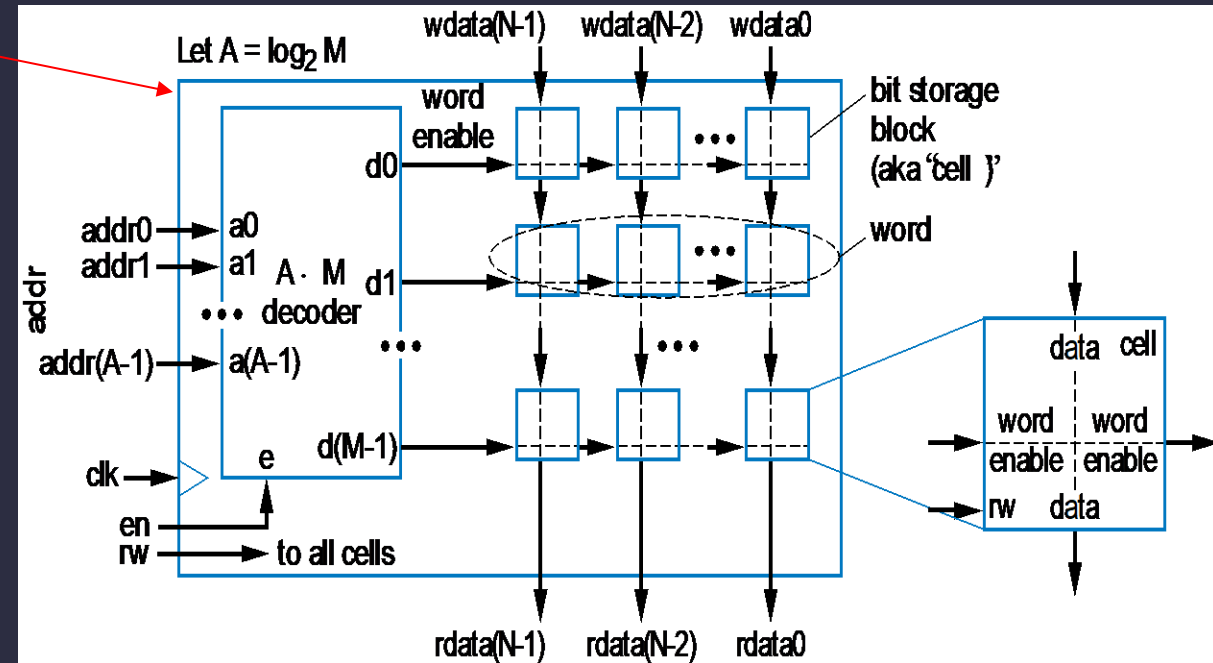 wdata(N-1) wdata(N-2) wdata0
Let A = log2 M
word
enable
bit storage
block
(aka “cell )”
d0
word
addr
addr0
a0
addr1
a1
A · M
decoder
d1
addr(A-1)
a(A-1)
d(M-1)
clk
e
en
rw
to all cells
data cell
word word
enable enable
rw data
rdata(N-1) rdata(N-2) rdata0